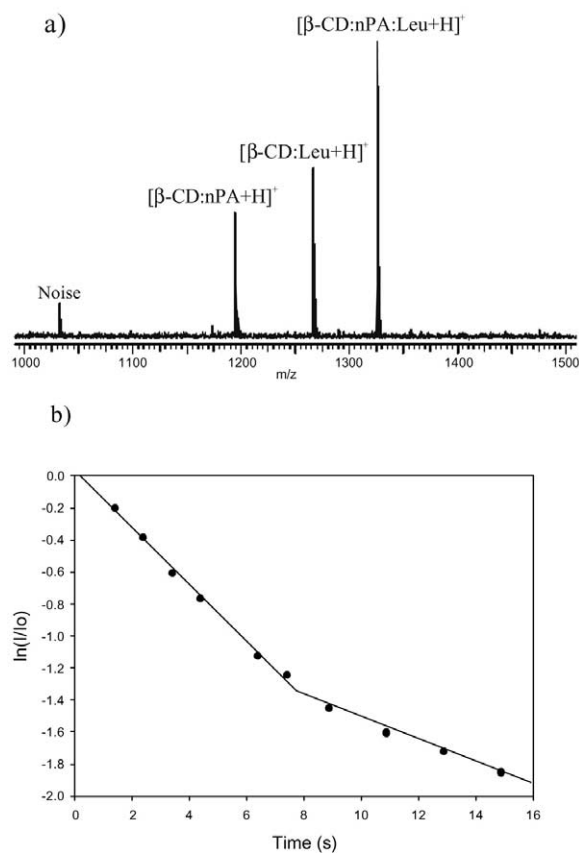 a)
[β-CD:nPA:Leu+H]⁺
[β-CD:Leu+H]⁺
[β-CD:nPA+H]⁺
Noise
1000 1200 1300 1400 1500
m/z
b)
0.0
-0.2
-0.4
-0.6
-0.8
-1.0
-1.2
-1.4
-1.6
-1.8
-2.0
ln(I/Io)
0 2 4 6 8 10 12 14 16
Time (s)